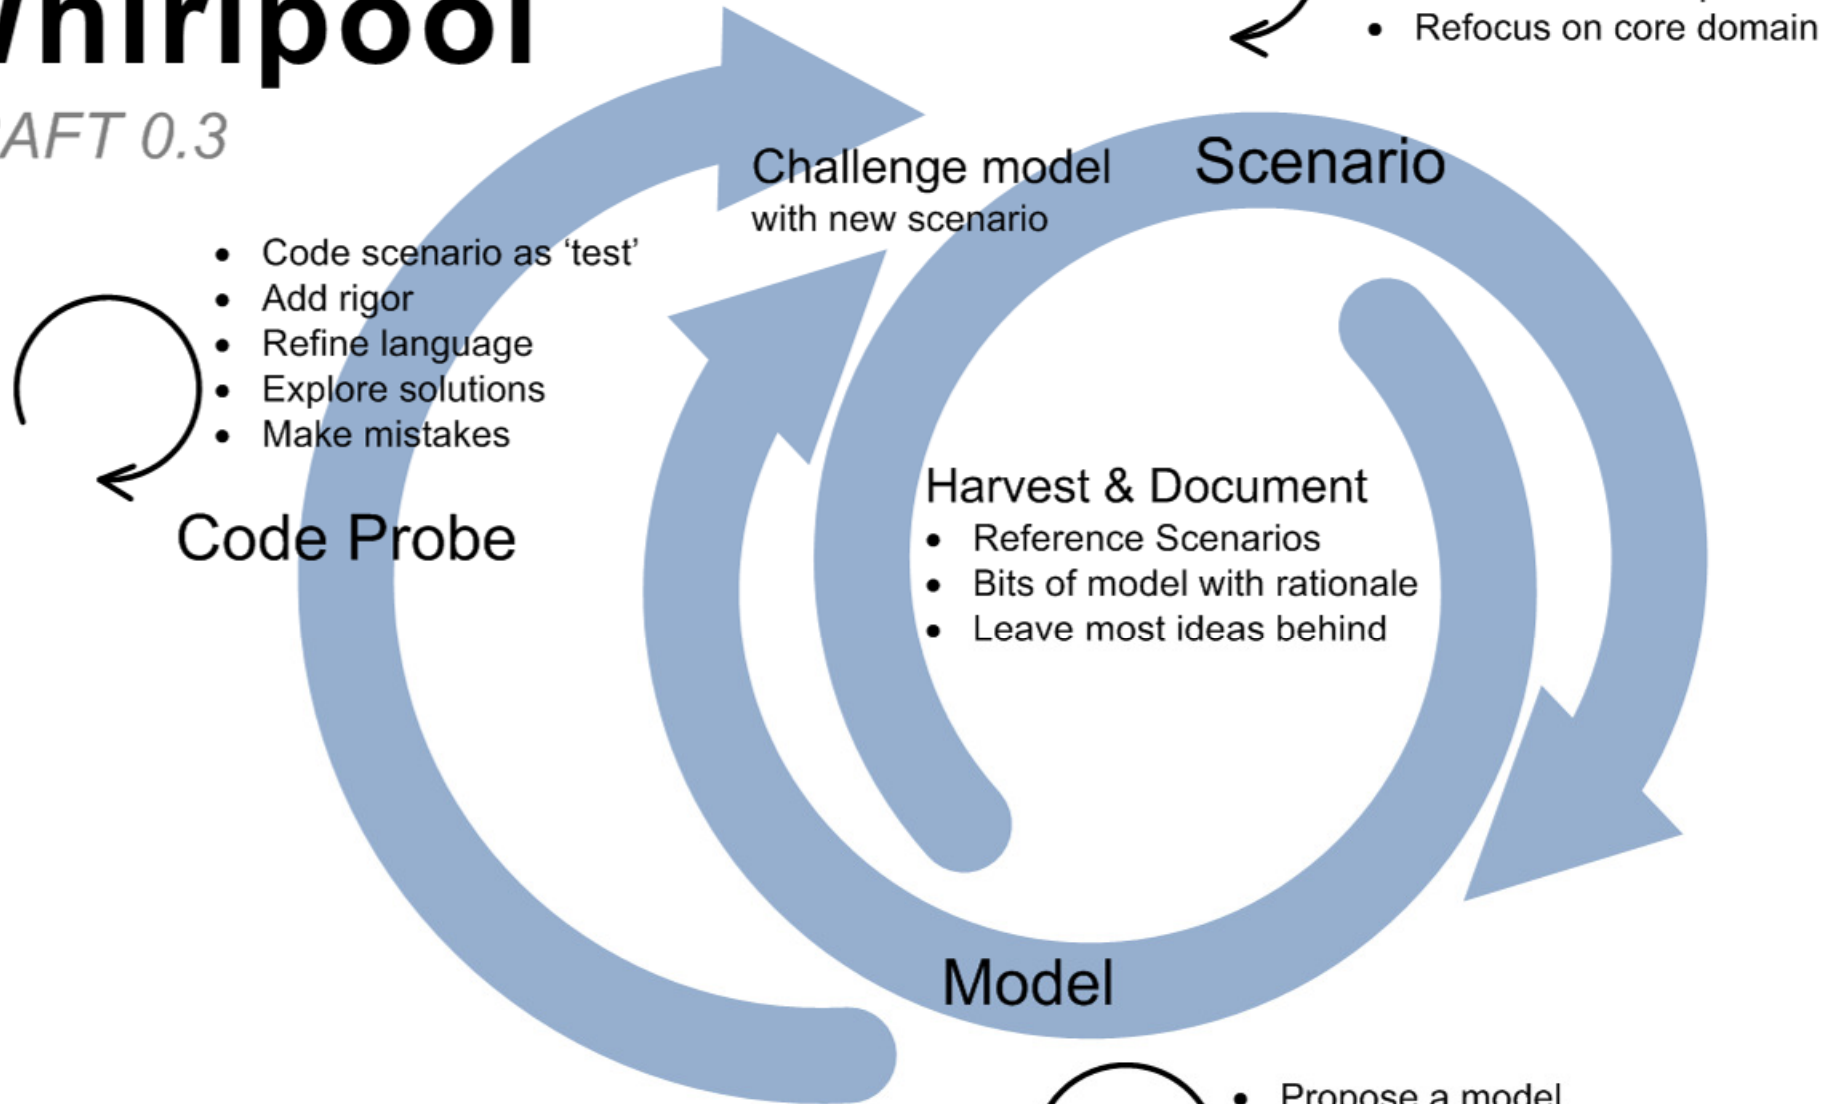 hirlpool
AFT 0.3
• Refocus on core domain
Challenge model
with new scenario
Scenario
• Code scenario as ‘test’
• Add rigor
• Refine language
• Explore solutions
• Make mistakes
Code Probe
Harvest & Document
• Reference Scenarios
• Bits of model with rationale
• Leave most ideas behind
Model
• Propose a model